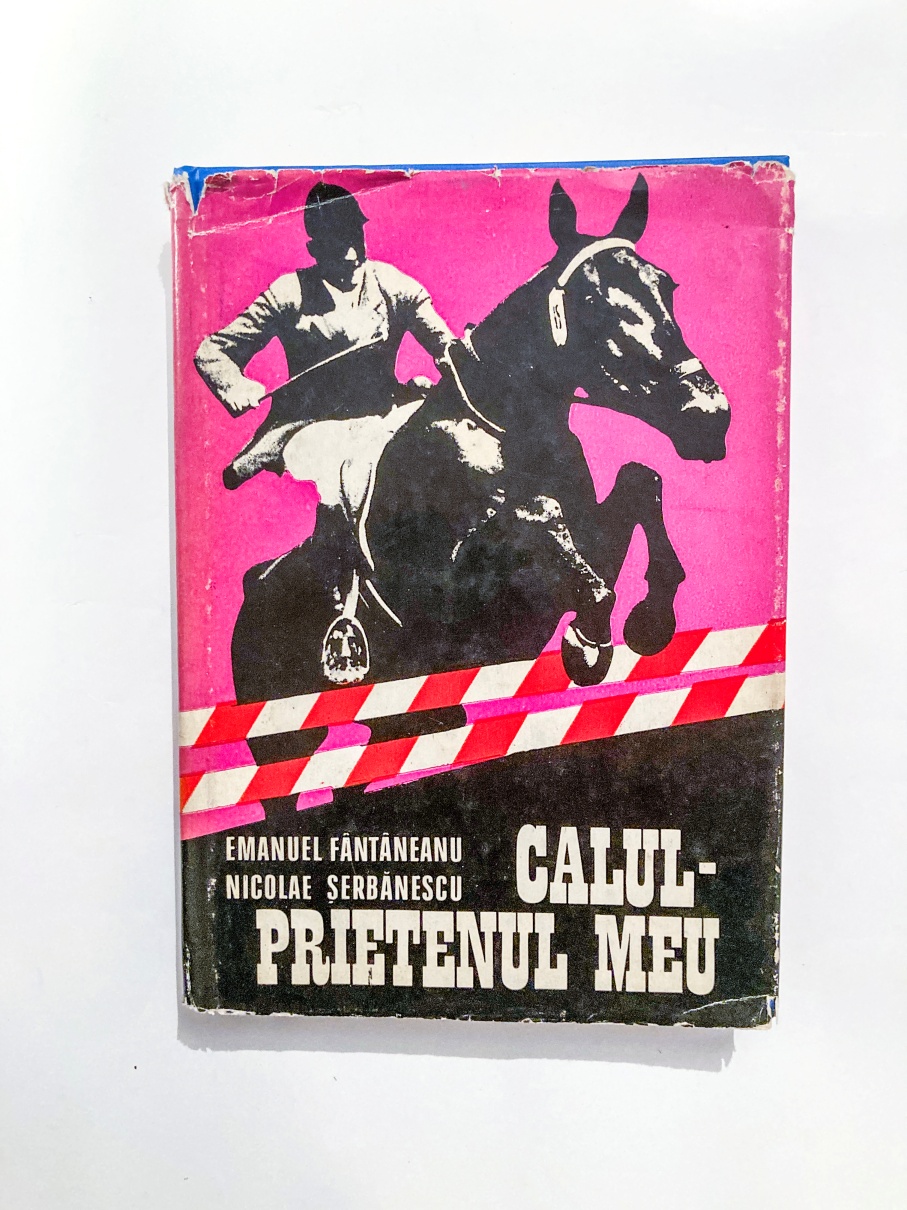 EMANUEL FÂNTÂNEANU
NICOLAE ȘERBĂNESCU
CALUL-
PRIETENUL MEU